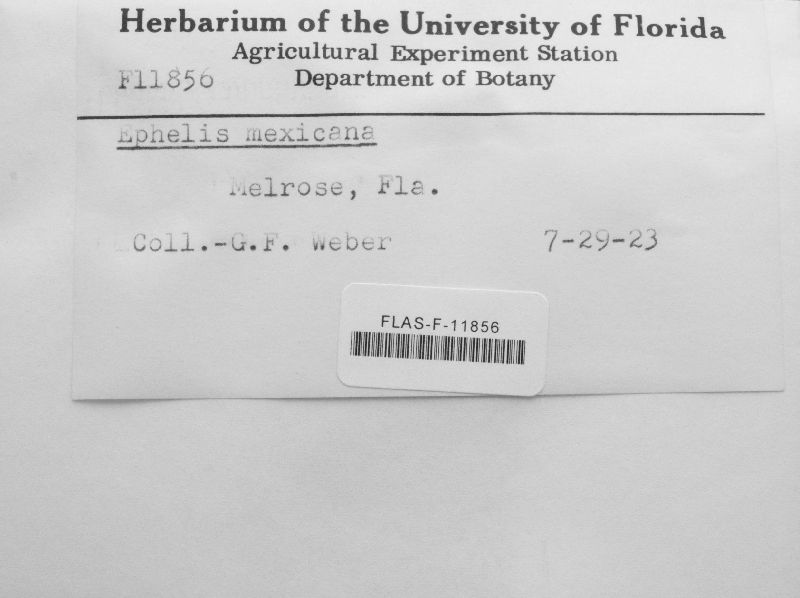 Herbarium of the University of Florida
Agricultural Experiment Station
F11856 Department of Botany
Ephelis mexicana
Melrose, Fla.
Coll.-G.F. Weber 7-29-23
FLAS-F-11856